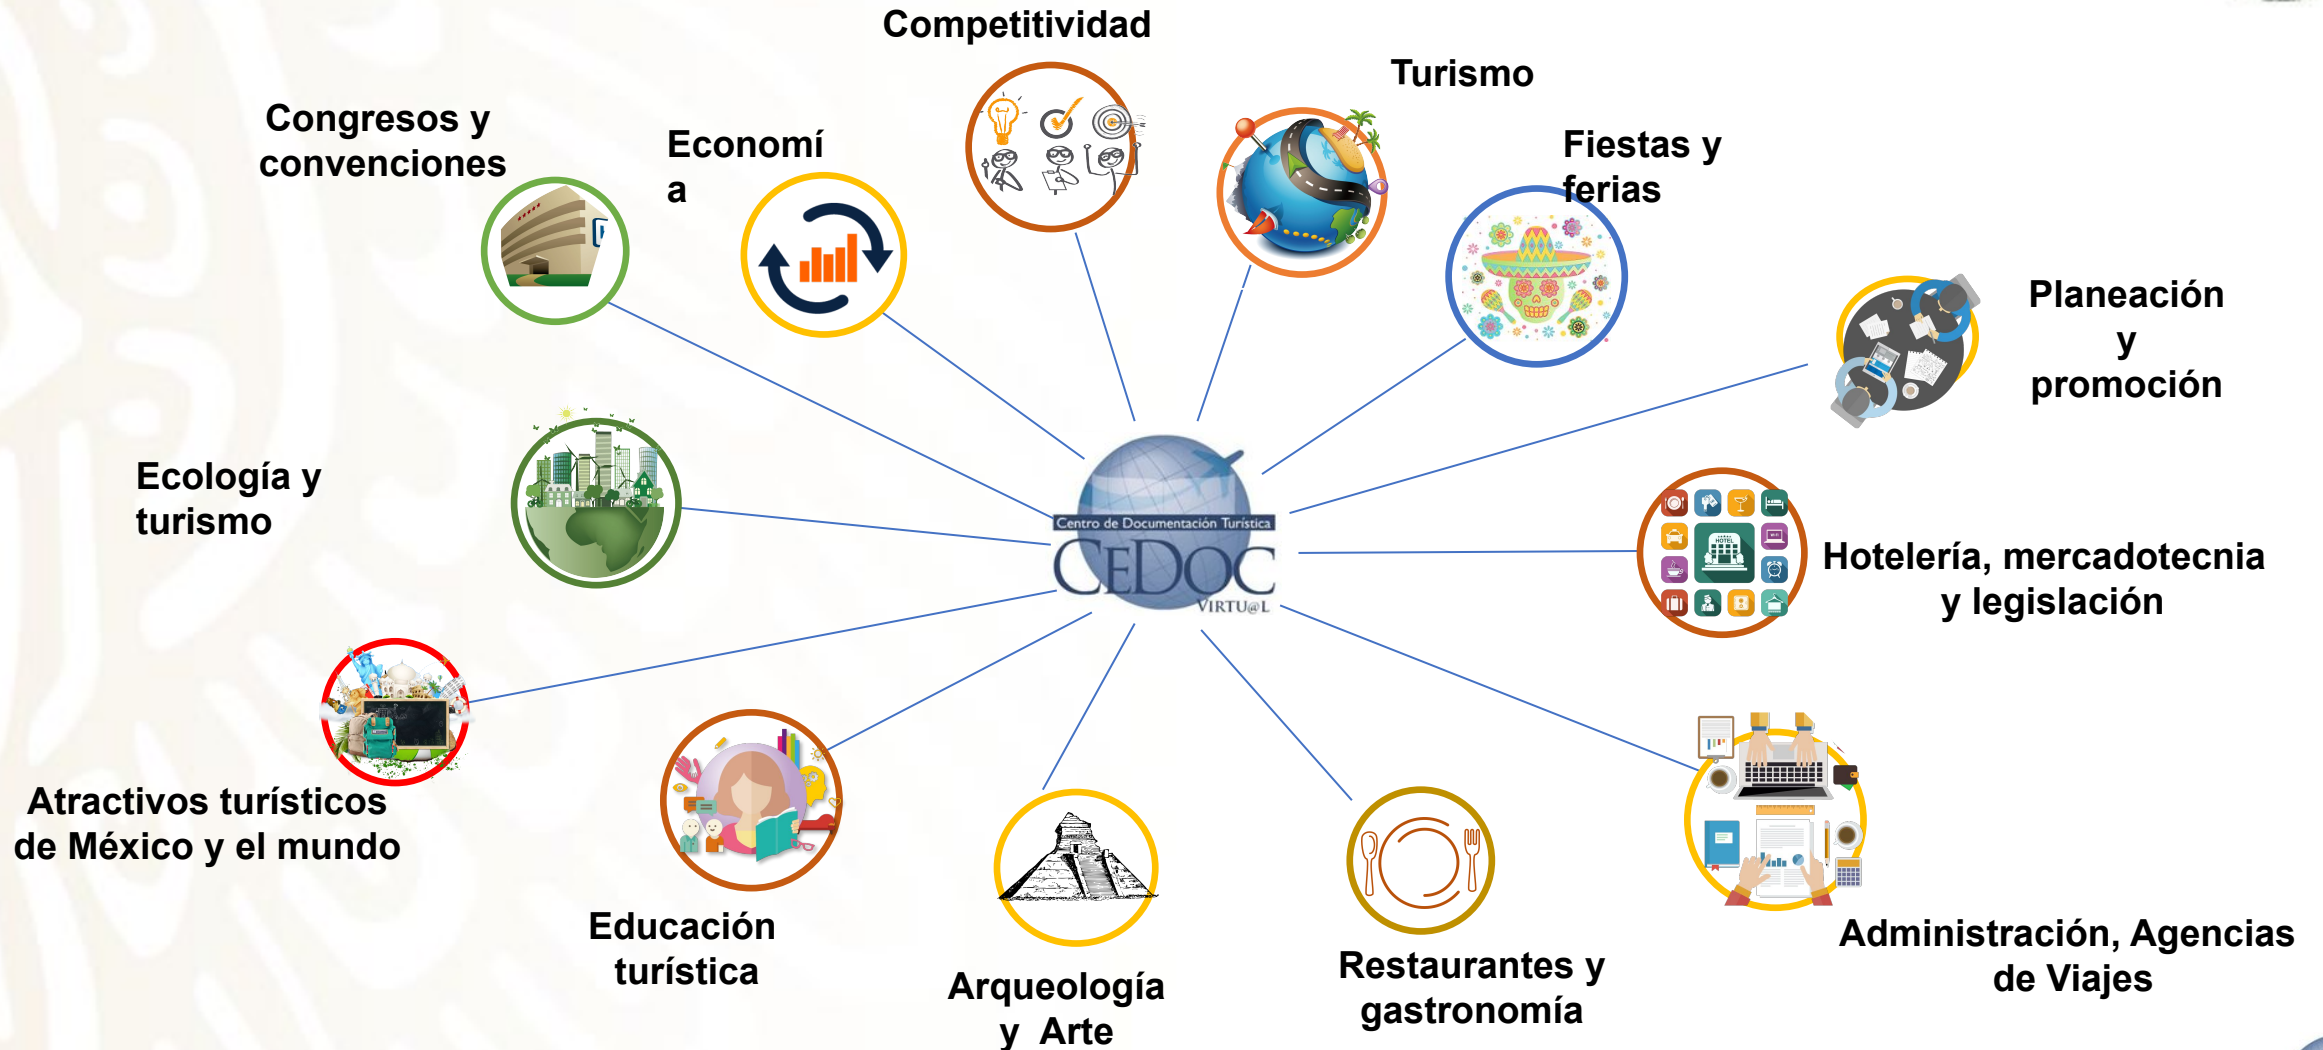 Competitividad
Turismo
Congresos y
convenciones
Economí
a
Fiestas y
ferias
Planeación
y
promoción
Ecología y
turismo
Centro de Documentación Turística
CEDOC
VIRTU@L
HOTEL
Hotelería, mercadotecnia
y legislación
Atractivos turísticos
de México y el mundo
Educación
turística
Arqueología
y Arte
Restaurantes y
gastronomía
Administración, Agencias
de Viajes